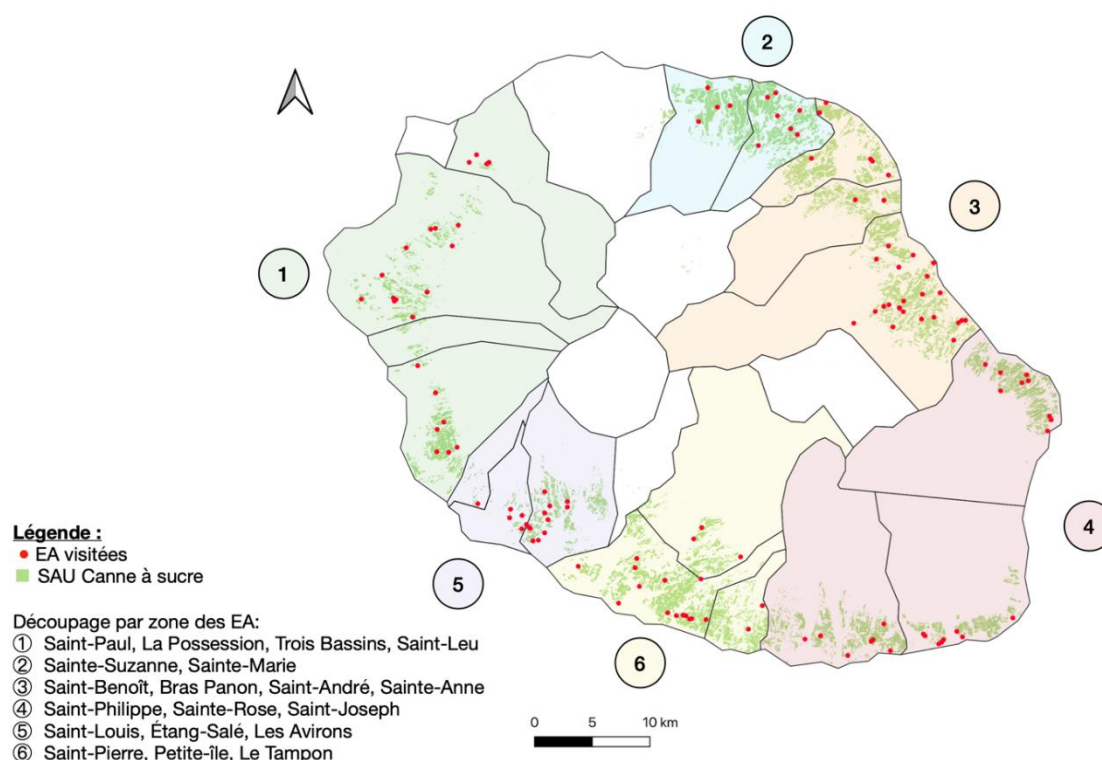 2
3
1
4
5
6
Légende :
EA visitées
SAU Canne à sucre
Découpage par zone des EA:
① Saint-Paul, La Possession, Trois Bassins, Saint-Leu
② Sainte-Suzanne, Sainte-Marie
③ Saint-Benoît, Bras Panon, Saint-André, Sainte-Anne
④ Saint-Philippe, Sainte-Rose, Saint-Joseph
⑤ Saint-Louis, Étang-Salé, Les Avirons
⑥ Saint-Pierre, Petite-île, Le Tampon
0 5 10 km